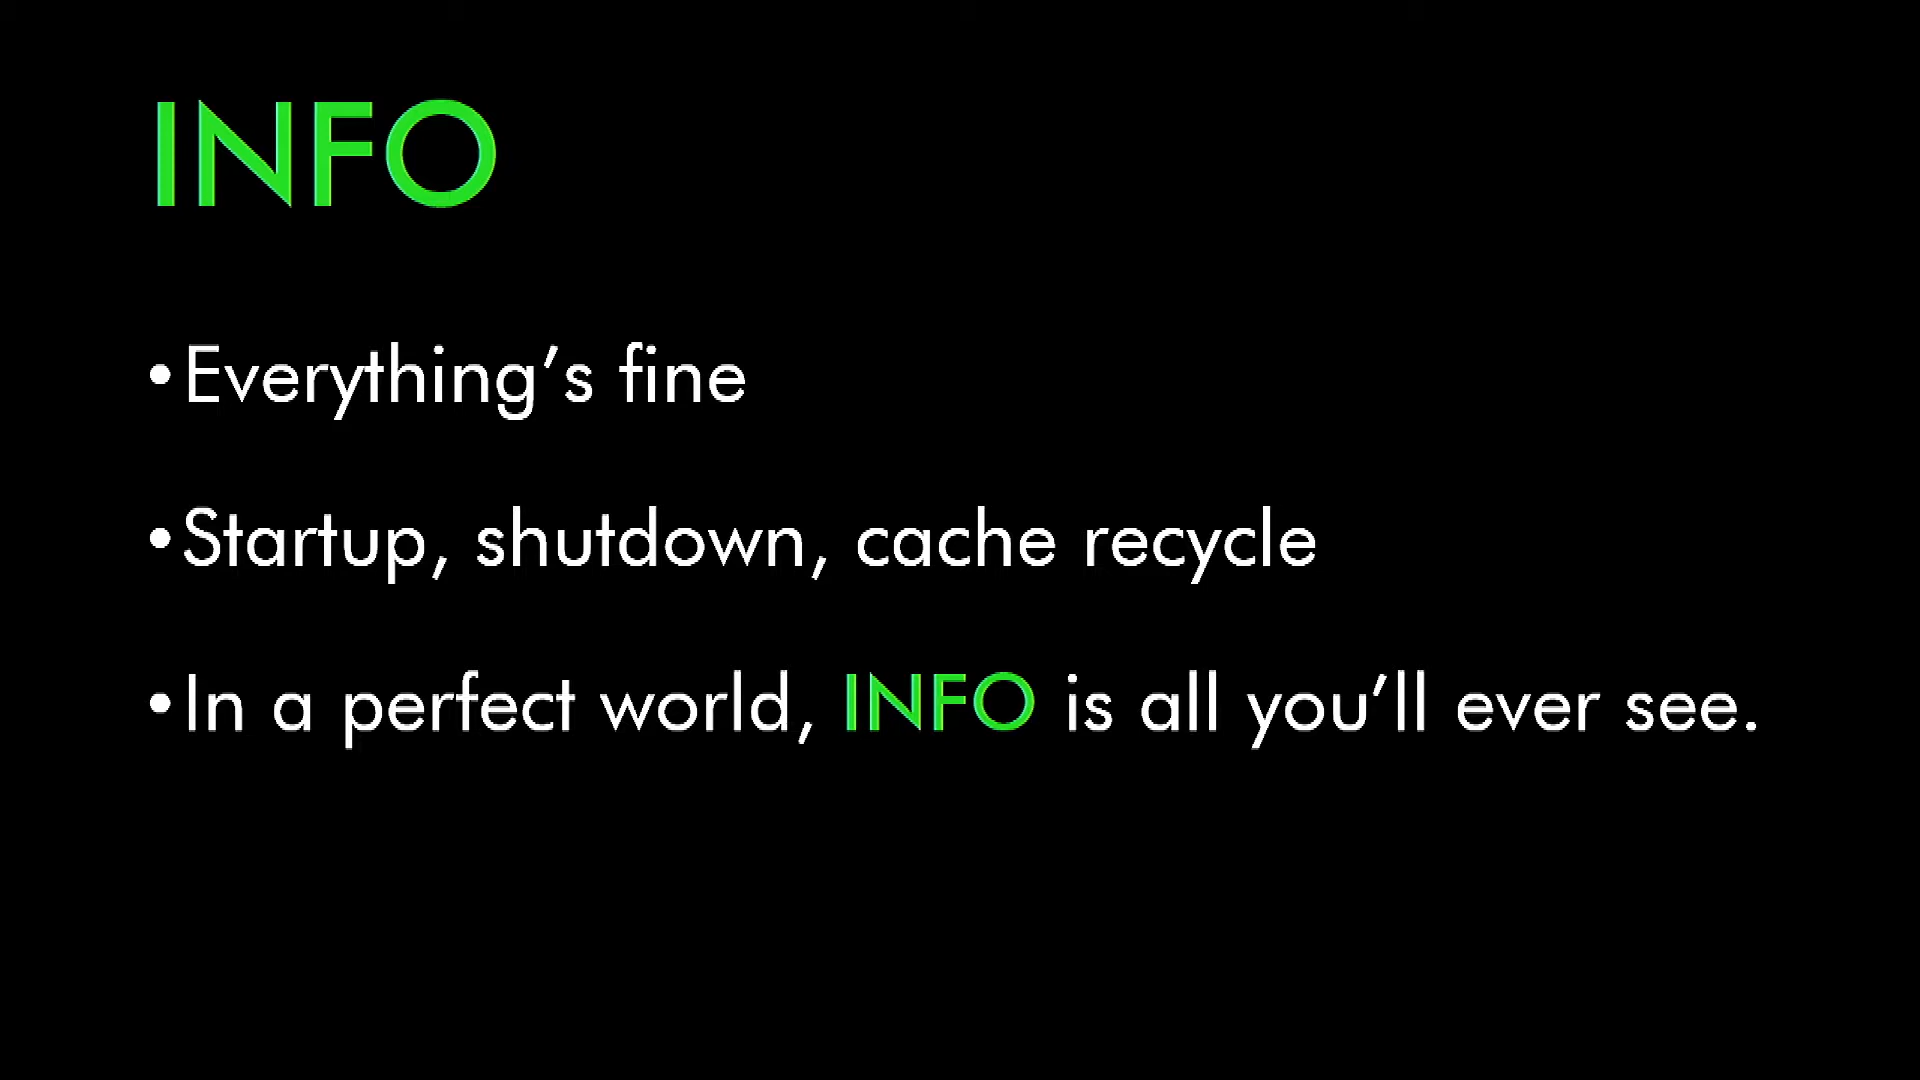 INFO
•Everything’s fine
•Startup, shutdown, cache recycle
•In a perfect world, INFO is all you’ll ever see.